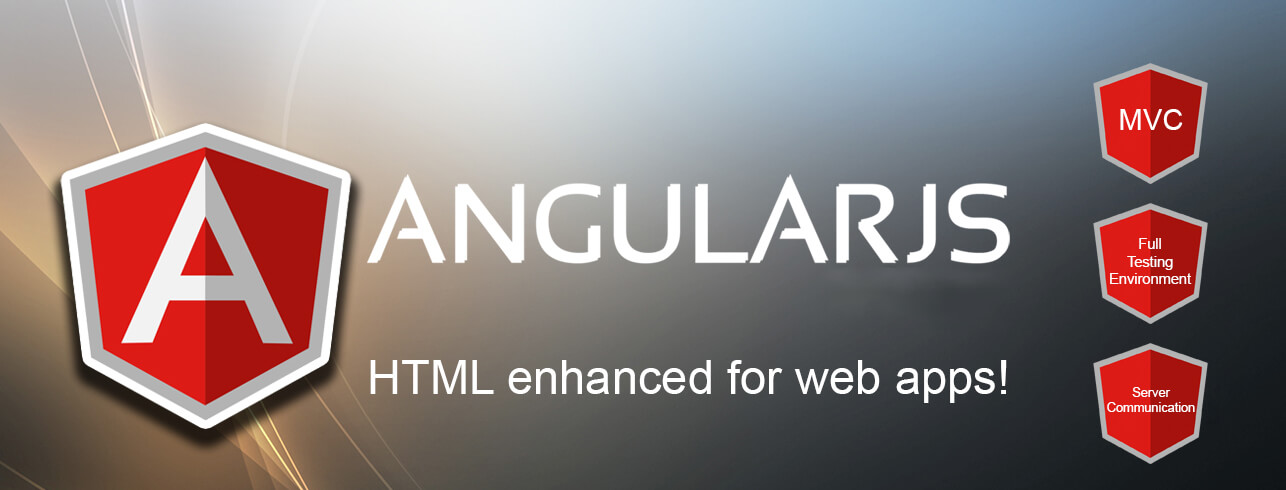 A
ANGULARJS
HTML enhanced for web apps!
MVC
Full
Testing
Environment
Server
Communication